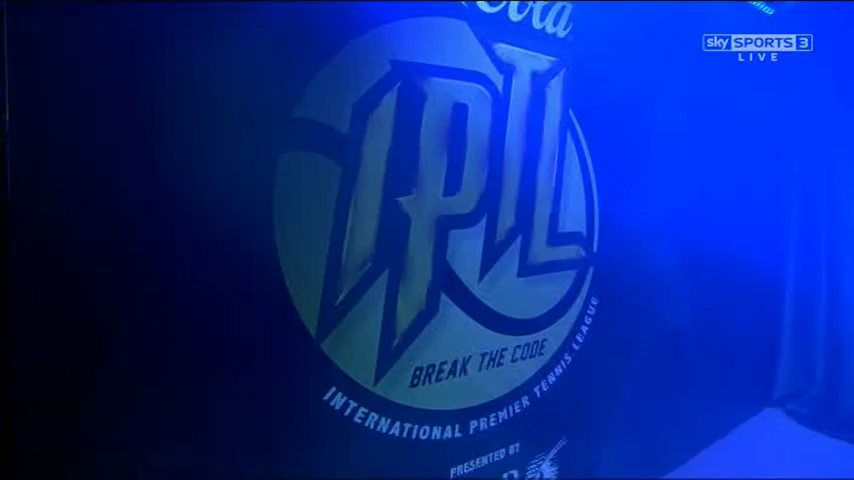 Cola
sky SPORTS 3
LIVE
IPTL
BREAK THE CODE
INTERNATIONAL PREMIER TENNIS LEAGUE
PRESENTED BY